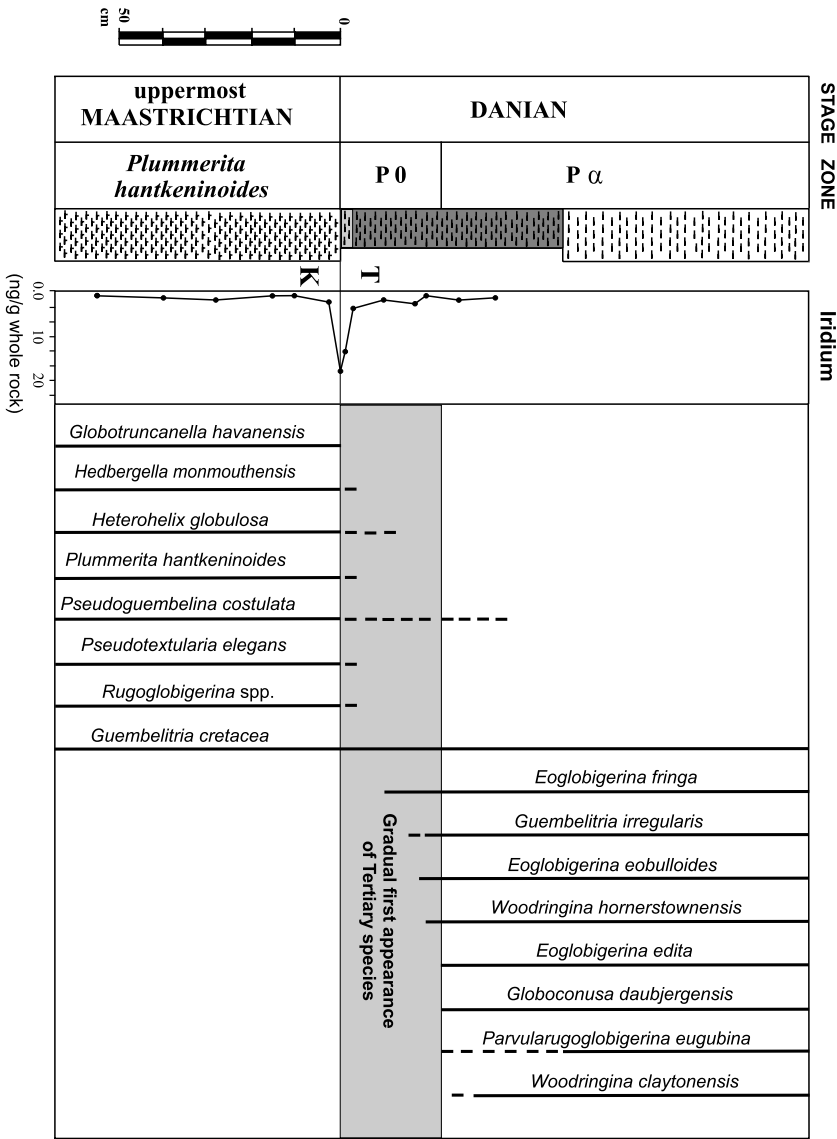 50
cm
0
uppermost
MAASTRICHTIAN
DANIAN
STAGE
Plummerita
hantkeninoides
P 0
P α
ZONE
K
T
0.0
10
20
(ng/g whole rock)
Iridium
Globotruncanella havanensis
Hedbergella monmouthensis
Heterohelix globulosa
Plummerita hantkeninoides
Pseudoguembelina costulata
Pseudotextularia elegans
Rugoglobigerina spp.
Guembelitria cretacea
Eoglobigerina fringa
Guembelitria irregularis
Eoglobigerina eobulloides
Woodringina hornerstownensis
Eoglobigerina edita
Globoconusa daubjergensis
Parvularugoglobigerina eugubina
Woodringina claytonensis
Gradual first appearance
of Tertiary species